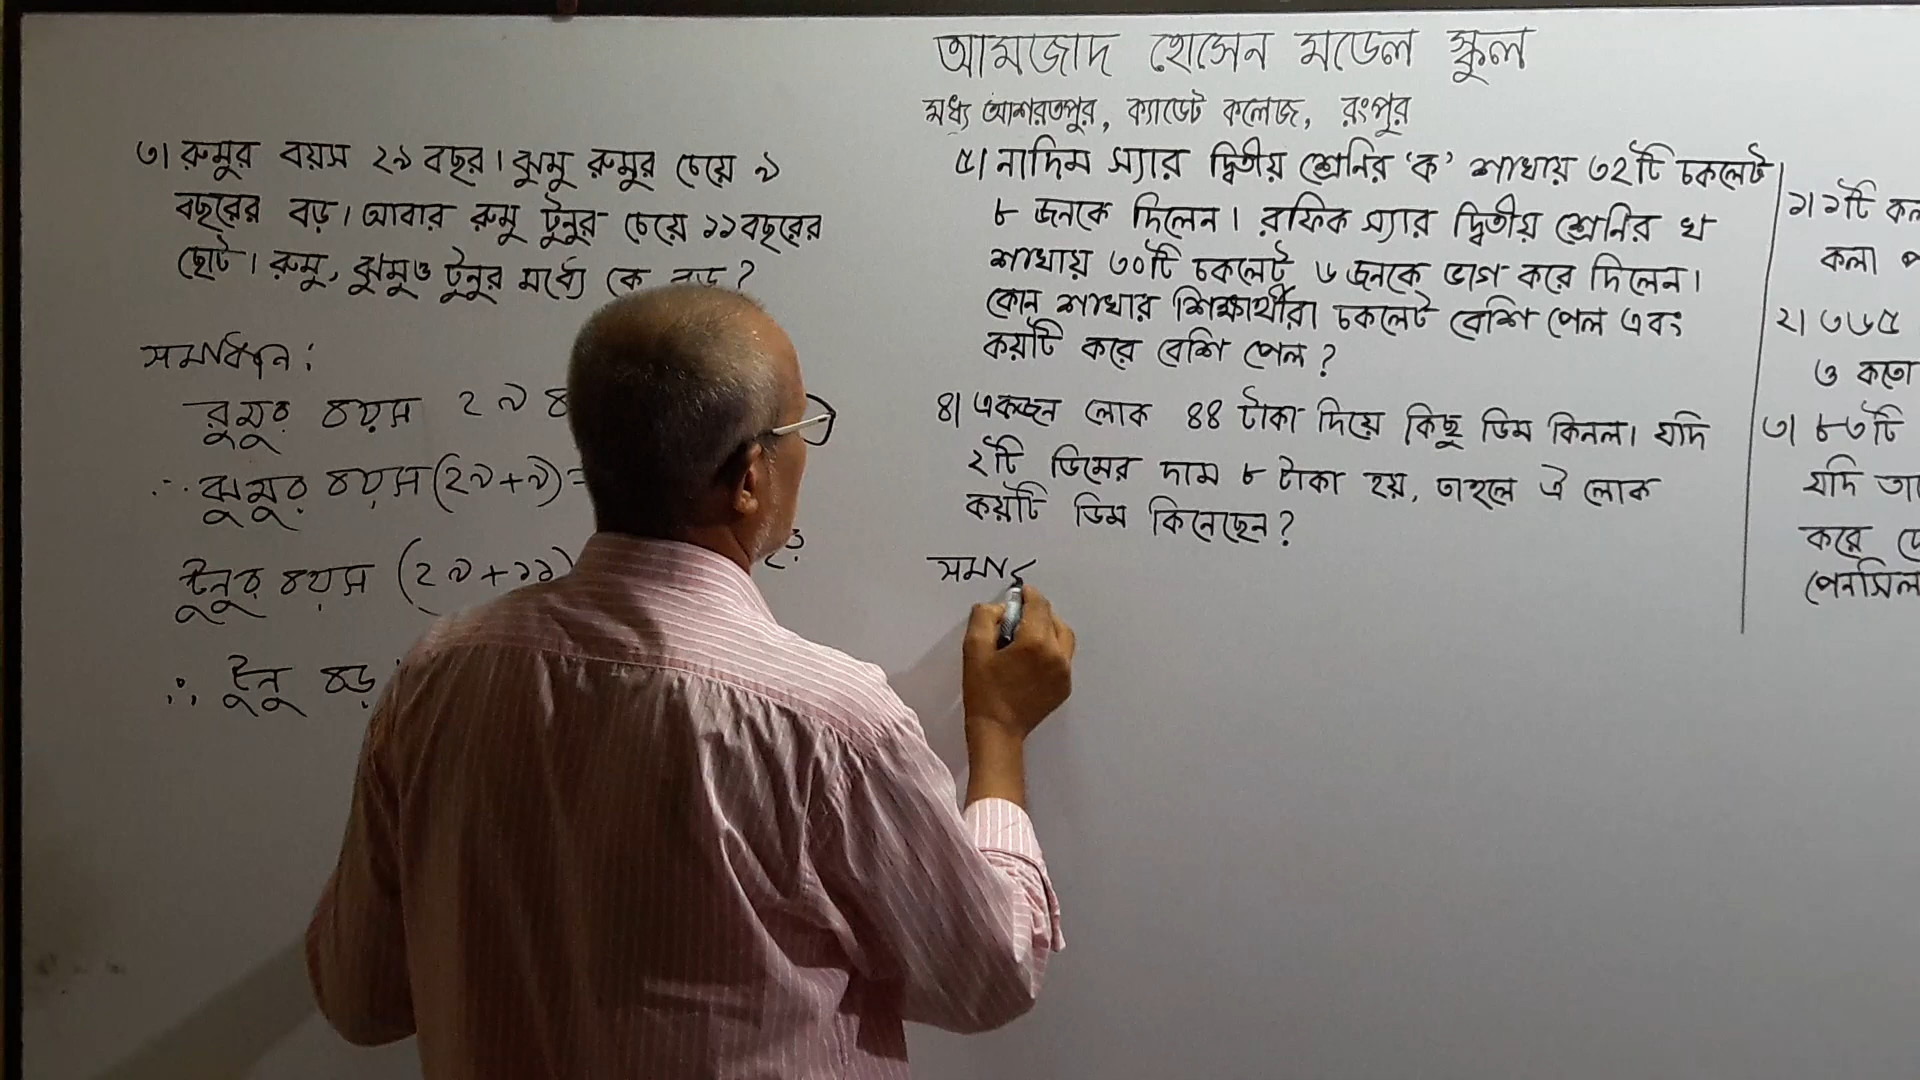 আমজাদ হোসেন মডেল স্কুল
মধ্য আশরতপুর, ক্যাডেট কলেজ, রংপুর
৩। রুমুর বয়স ২৯ বছর। ঝুমু রুমুর চেয়ে ৯
বছরের বড়। আবার রুমু টুনুর চেয়ে ১১ বছরের
ছোট। রুমু, ঝুমু ও টুনুর মধ্যে কে বড়?
সমাধান:
রুমুর বয়স ২৯
∴ ঝুমুর বয়স (২৯+৯) =
টুনুর বয়স (২৯+১১)
∴ টুনু বড়
৫। নাদিম স্যার দ্বিতীয় শ্রেনির 'ক' শাখায় ৩২টি চকলেট
৮ জনকে দিলেন। রফিক স্যার দ্বিতীয় শ্রেনির খ
শাখায় ৩০টি চকলেট ৬ জনকে ভাগ করে দিলেন।
কোন শাখার শিক্ষার্থীরা চকলেট বেশি পেল এবং
কয়টি করে বেশি পেল?
৪। একজন লোক ৪৪ টাকা দিয়ে কিছু ডিম কিনল। যদি
২টি ডিমের দাম ৮ টাকা হয়, তাহলে ঐ লোক
কয়টি ডিম কিনেছেন?
সমা
১। ১টি
কলা
২। ৩৬৫
ও কতো
৩। ৮৩টি
যদি
করে
পেনসিল